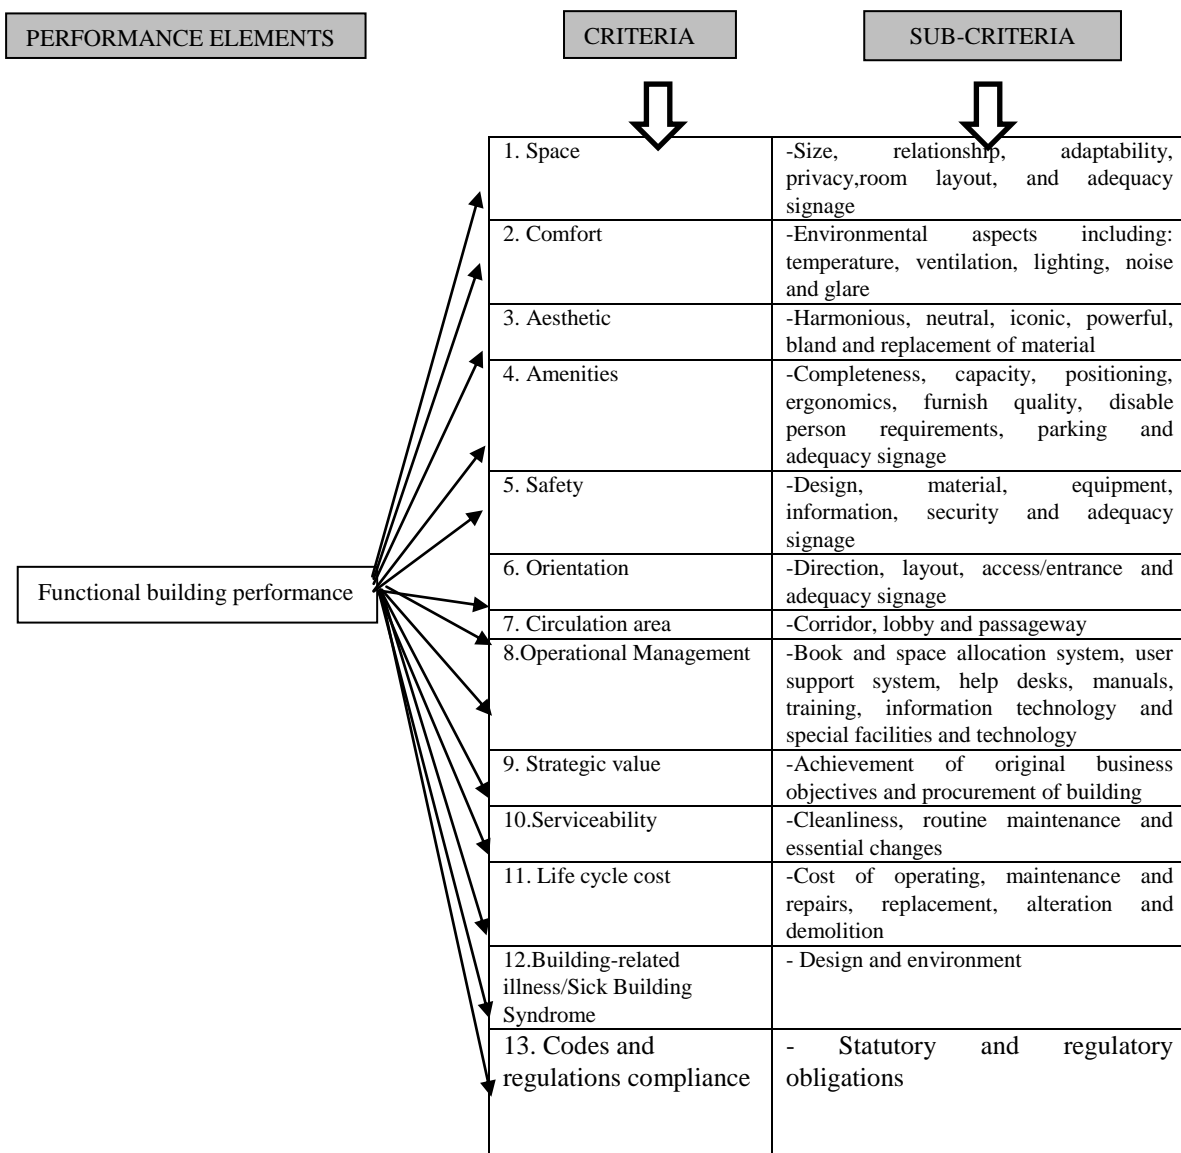 PERFORMANCE ELEMENTS
CRITERIA
SUB-CRITERIA
1. Space
-Size, relationship, adaptability,
privacy,room layout, and adequacy
signage
2. Comfort
-Environmental aspects including:
temperature, ventilation, lighting, noise
and glare
3. Aesthetic
-Harmonious, neutral, iconic, powerful,
bland and replacement of material
4. Amenities
-Completeness, capacity, positioning,
ergonomics, furnish quality, disable
person requirements, parking and
adequacy signage
5. Safety
-Design, material, equipment,
information, security and adequacy
signage
Functional building performance
6. Orientation
-Direction, layout, access/entrance and
adequacy signage
7. Circulation area
-Corridor, lobby and passageway
8.Operational Management
-Book and space allocation system, user
support system, help desks, manuals,
training, information technology and
special facilities and technology
9. Strategic value
-Achievement of original business
objectives and procurement of building
10.Serviceability
-Cleanliness, routine maintenance and
essential changes
11. Life cycle cost
-Cost of operating, maintenance and
repairs, replacement, alteration and
demolition
12.Building-related
illness/Sick Building
Syndrome
- Design and environment
13. Codes and
regulations compliance
- Statutory and regulatory
obligations